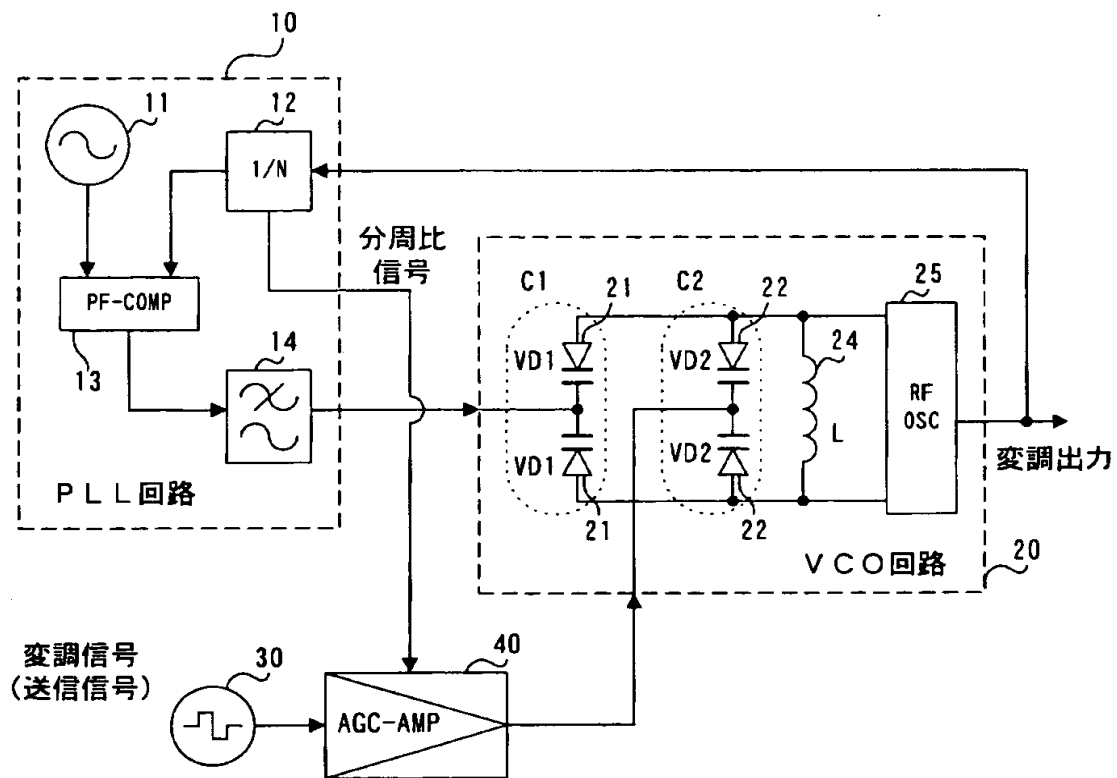 10
11
12
1/N
分周比
信号
PF-COMP
13
14
PLL回路
C1
21
C2
22
25
VD1
VD2
24
RF
OSC
L
VD1
VD2
21
22
変調出力
VCO回路
20
変調信号
(送信信号)
30
40
AGC-AMP